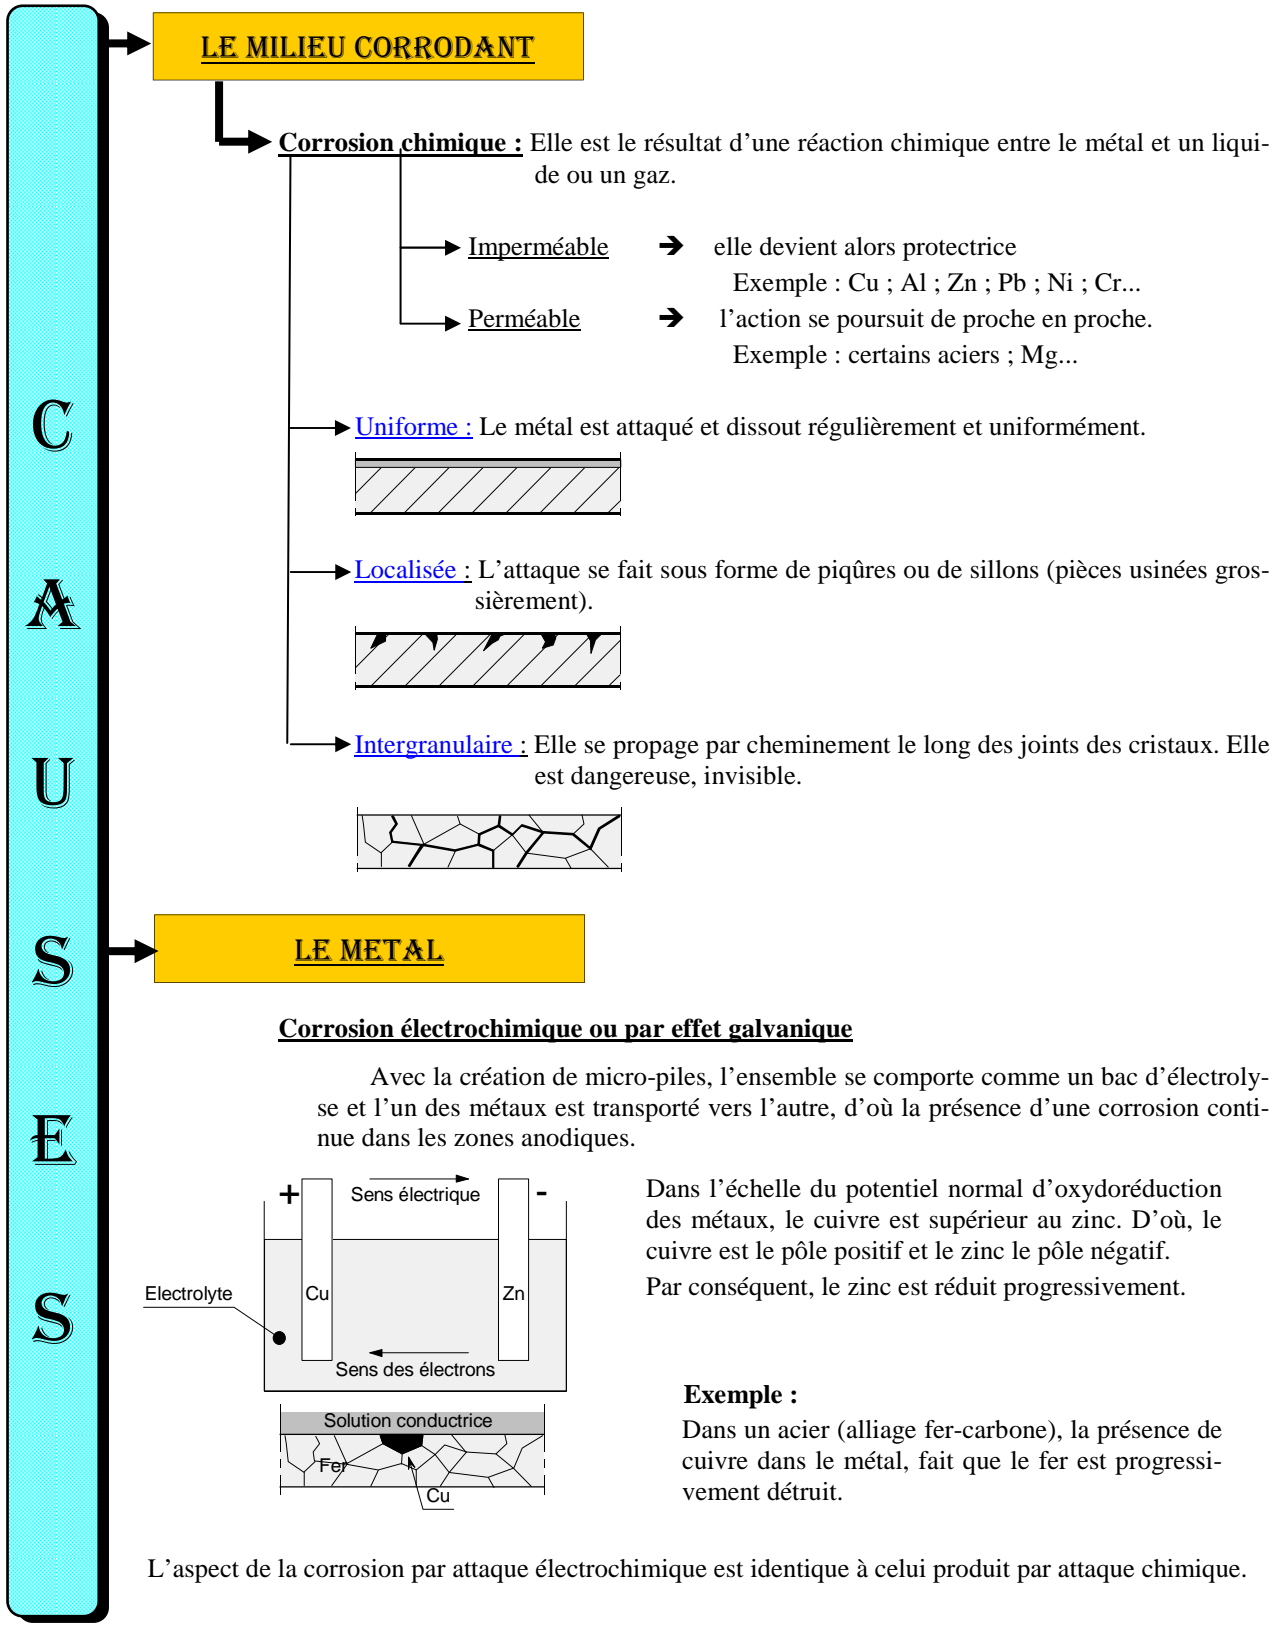 CAUSES
LE MILIEU CORRODANT
Corrosion chimique : Elle est le résultat d’une réaction chimique entre le métal et un liqui-
de ou un gaz.
Imperméable ➔ elle devient alors protectrice
Exemple : Cu ; Al ; Zn ; Pb ; Ni ; Cr...
Perméable ➔ l’action se poursuit de proche en proche.
Exemple : certains aciers ; Mg...
Uniforme : Le métal est attaqué et dissout régulièrement et uniformément.
Localisée : L’attaque se fait sous forme de piqûres ou de sillons (pièces usinées gros-
sièrement).
Intergranulaire : Elle se propage par cheminement le long des joints des cristaux. Elle
est dangereuse, invisible.
LE METAL
Corrosion électrochimique ou par effet galvanique
Avec la création de micro-piles, l’ensemble se comporte comme un bac d’électroly-
se et l’un des métaux est transporté vers l’autre, d’où la présence d’une corrosion conti-
nue dans les zones anodiques.
+ Sens électrique -
Electrolyte
Cu
Zn
Sens des électrons
Dans l’échelle du potentiel normal d’oxydoréduction
des métaux, le cuivre est supérieur au zinc. D’où, le
cuivre est le pôle positif et le zinc le pôle négatif.
Par conséquent, le zinc est réduit progressivement.
Solution conductrice
Fer
Cu
Exemple :
Dans un acier (alliage fer-carbone), la présence de
cuivre dans le métal, fait que le fer est progressi-
vement détruit.
L’aspect de la corrosion par attaque électrochimique est identique à celui produit par attaque chimique.